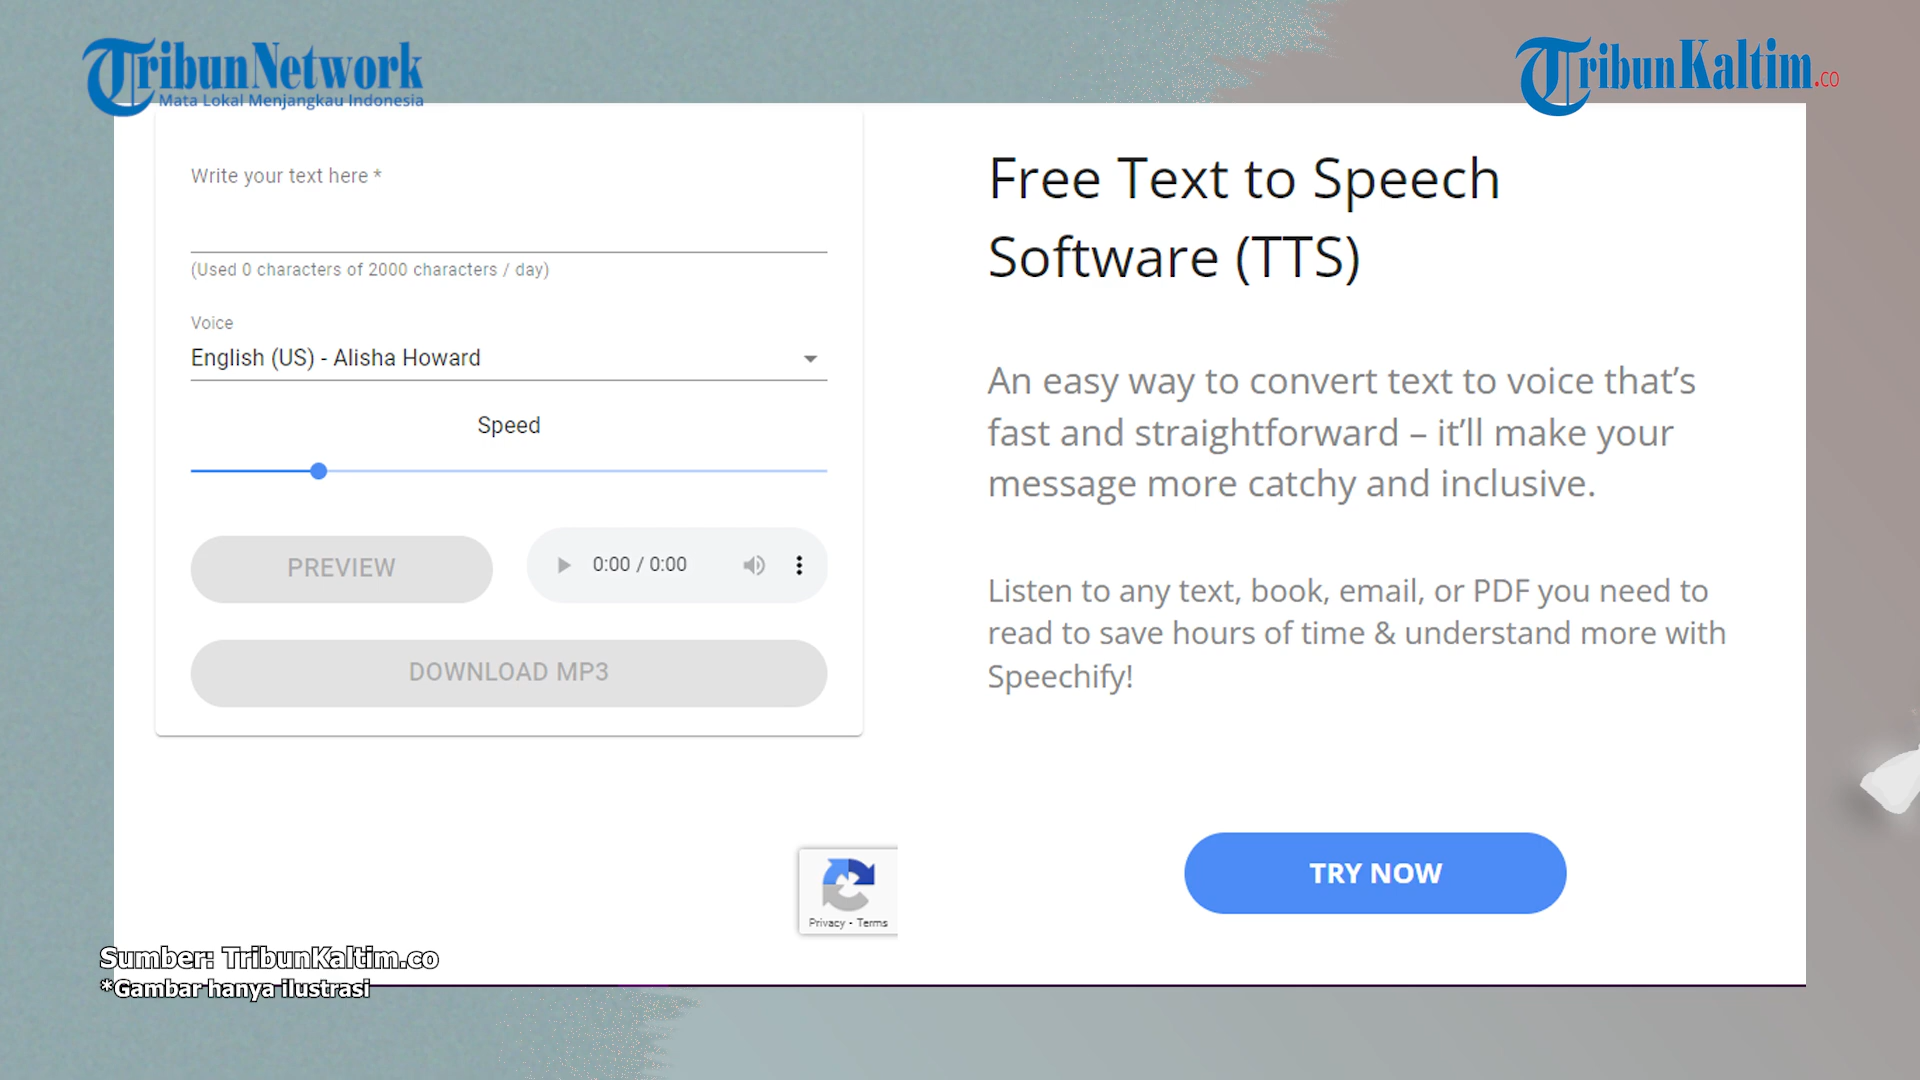 TribunNetwork
Mata Lokal Menjangkau Indonesia
TribunKaltim.co
Write your text here *
(Used 0 characters of 2000 characters / day)
Voice
English (US) - Alisha Howard
Speed
PREVIEW
0:00 / 0:00
DOWNLOAD MP3
Free Text to Speech
Software (TTS)
An easy way to convert text to voice that’s
fast and straightforward – it’ll make your
message more catchy and inclusive.
Listen to any text, book, email, or PDF you need to
read to save hours of time & understand more with
Speechify!
TRY NOW
Privacy - Terms
Sumber: TribunKaltim.co
*Gambar hanya ilustrasi